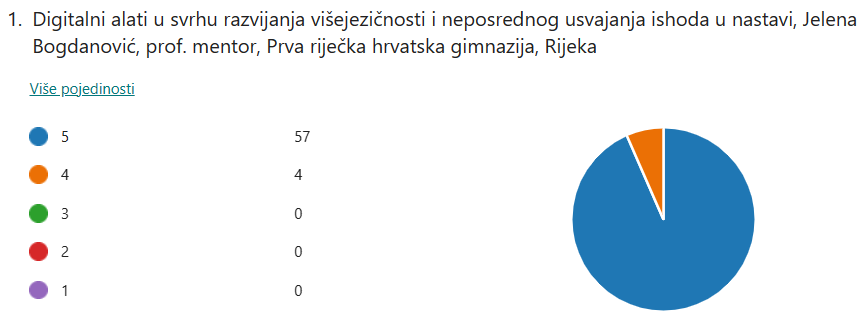 1. Digitalni alati u svrhu razvijanja višejezičnosti i neposrednog usvajanja ishoda u nastavi, Jelena
Bogdanović, prof. mentor, Prva riječka hrvatska gimnazija, Rijeka
Više pojedinosti
5 57
4 4
3 0
2 0
1 0